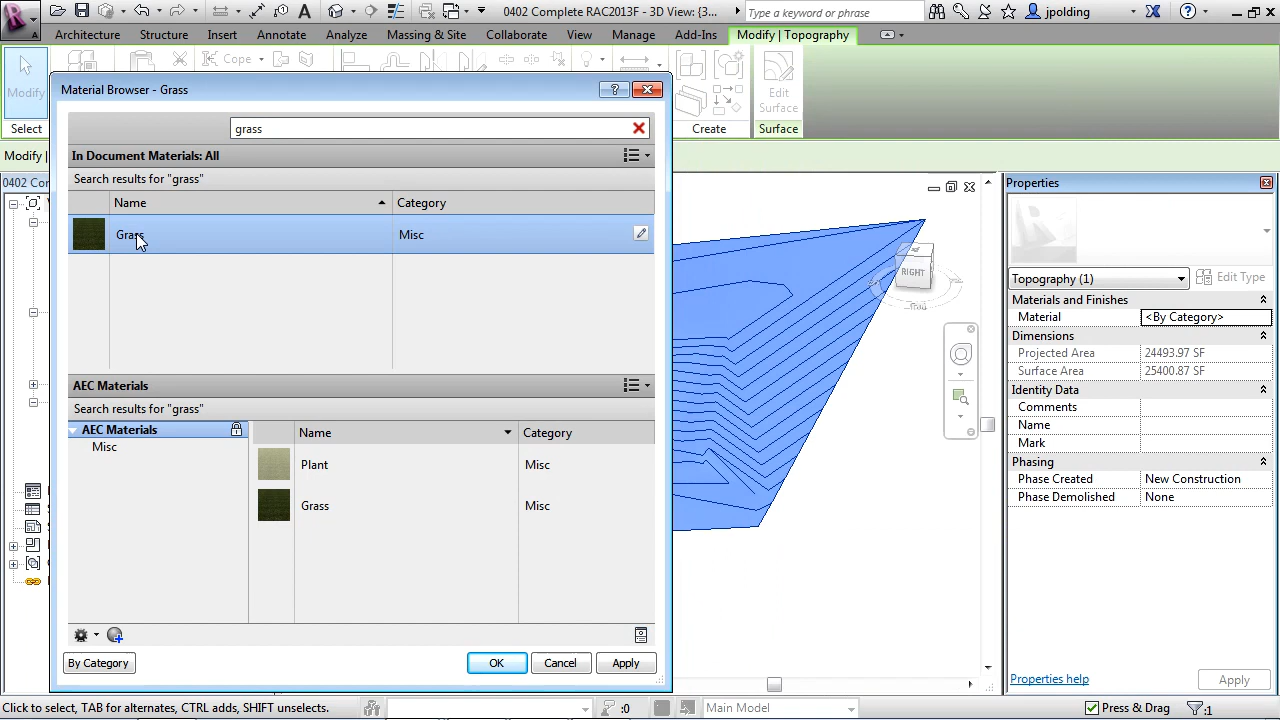 0402 Complete RAC2013F - 3D View: {3...
Type a keyword or phrase
jpolding
Architecture Structure Insert Annotate Analyze Massing & Site Collaborate View Manage Add-Ins Modify | Topography
Modify
Cope
Edit
Surface
Select
Create
Surface
Modify |
Material Browser - Grass
grass
In Document Materials: All
Search results for "grass"
Name Category
Grass Misc
AEC Materials
Search results for "grass"
AEC Materials
Misc
Name Category
Plant Misc
Grass Misc
By Category OK Cancel Apply
0402 Con
RIGHT
Properties
Topography (1) Edit Type
Materials and Finishes
Material <By Category>
Dimensions
Projected Area 24493.97 SF
Surface Area 25400.87 SF
Identity Data
Comments
Name
Mark
Phasing
Phase Created New Construction
Phase Demolished None
Properties help Apply
Click to select, TAB for alternates, CTRL adds, SHIFT unselects. :0 Main Model Press & Drag :1